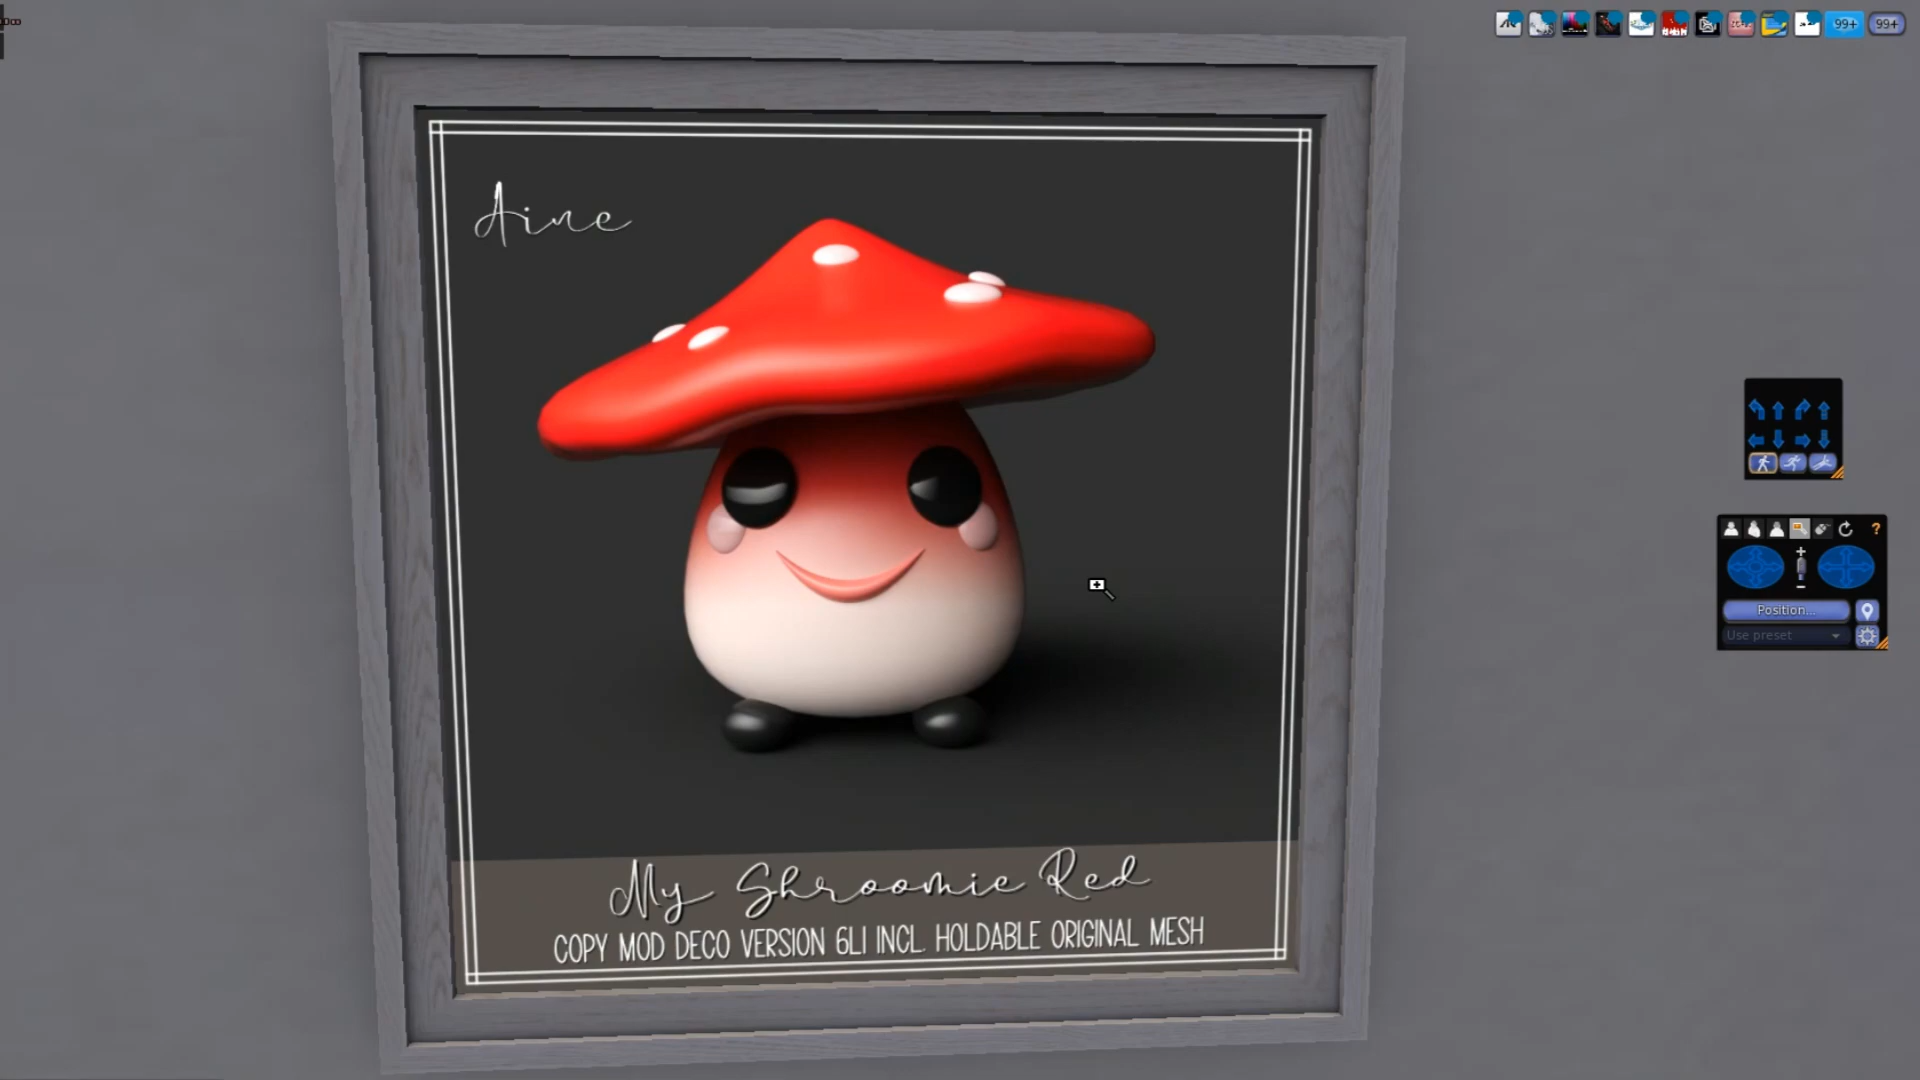 99+ 99+
Aine
Position...
Use preset
My Shroomie Red
COPY MOD DECO VERSION 6LI INCL. HOLDABLE ORIGINAL MESH